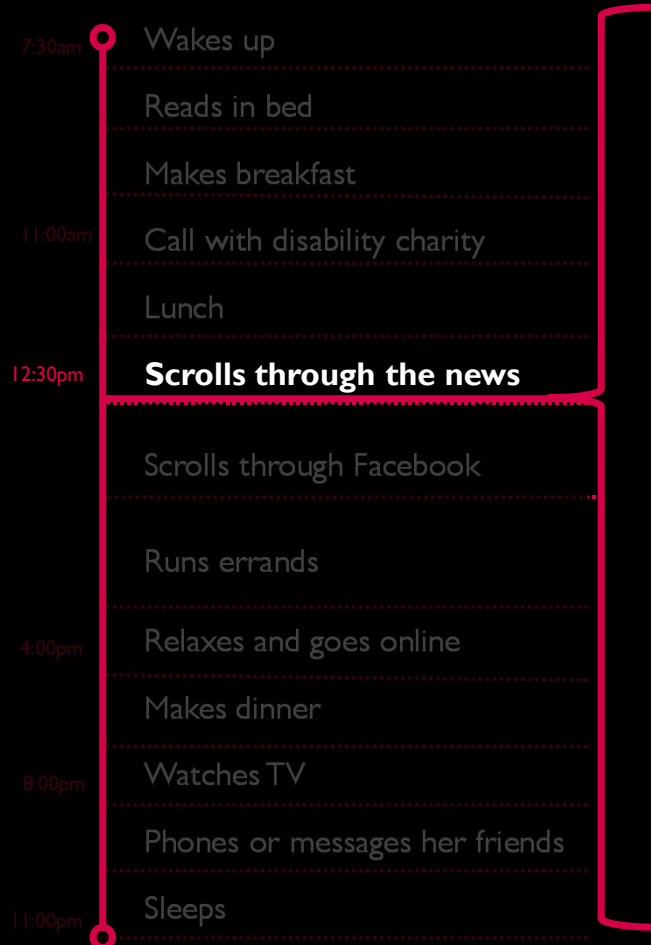 7:30am Wakes up
Reads in bed
Makes breakfast
11:00am Call with disability charity
Lunch
12:30pm Scrolls through the news
Scrolls through Facebook
Runs errands
4:00pm Relaxes and goes online
Makes dinner
8:00pm Watches TV
Phones or messages her friends
11:00pm Sleeps